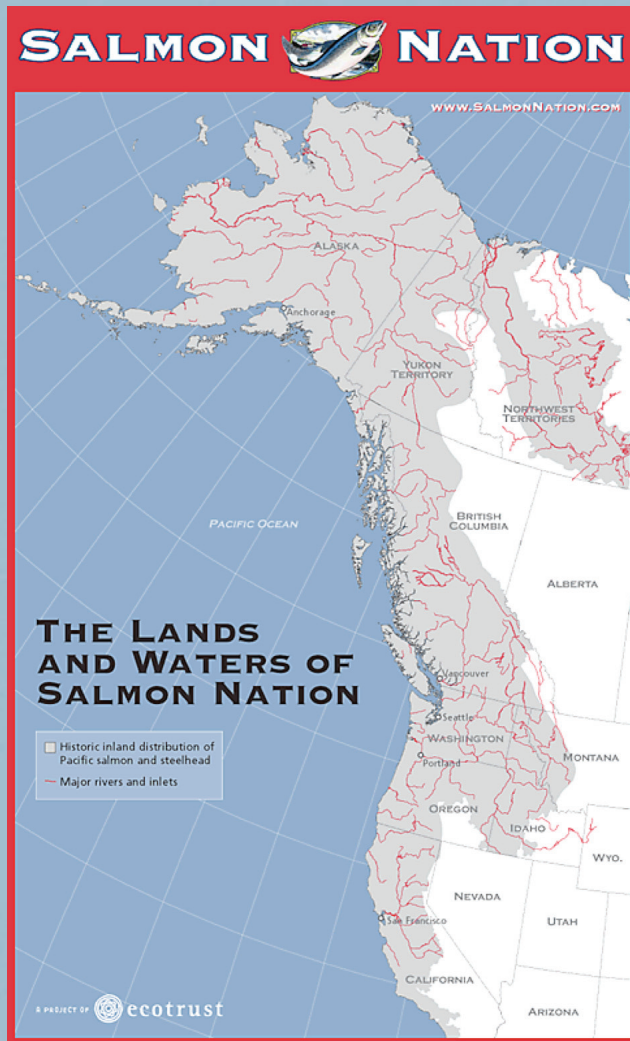 SALMON NATION
WWW.SALMONNATION.COM
ALASKA
Anchorage
YUKON
TERRITORY
NORTHWEST
TERRITORIES
PACIFIC OCEAN
BRITISH
COLUMBIA
ALBERTA
THE LANDS
AND WATERS OF
SALMON NATION
Vancouver
Seattle
WASHINGTON
Historic inland distribution of
Pacific salmon and steelhead
Major rivers and inlets
MONTANA
Portland
OREGON
IDAHO
WYO.
NEVADA
San Francisco
UTAH
CALIFORNIA
A PROJECT OF ecotrust
ARIZONA